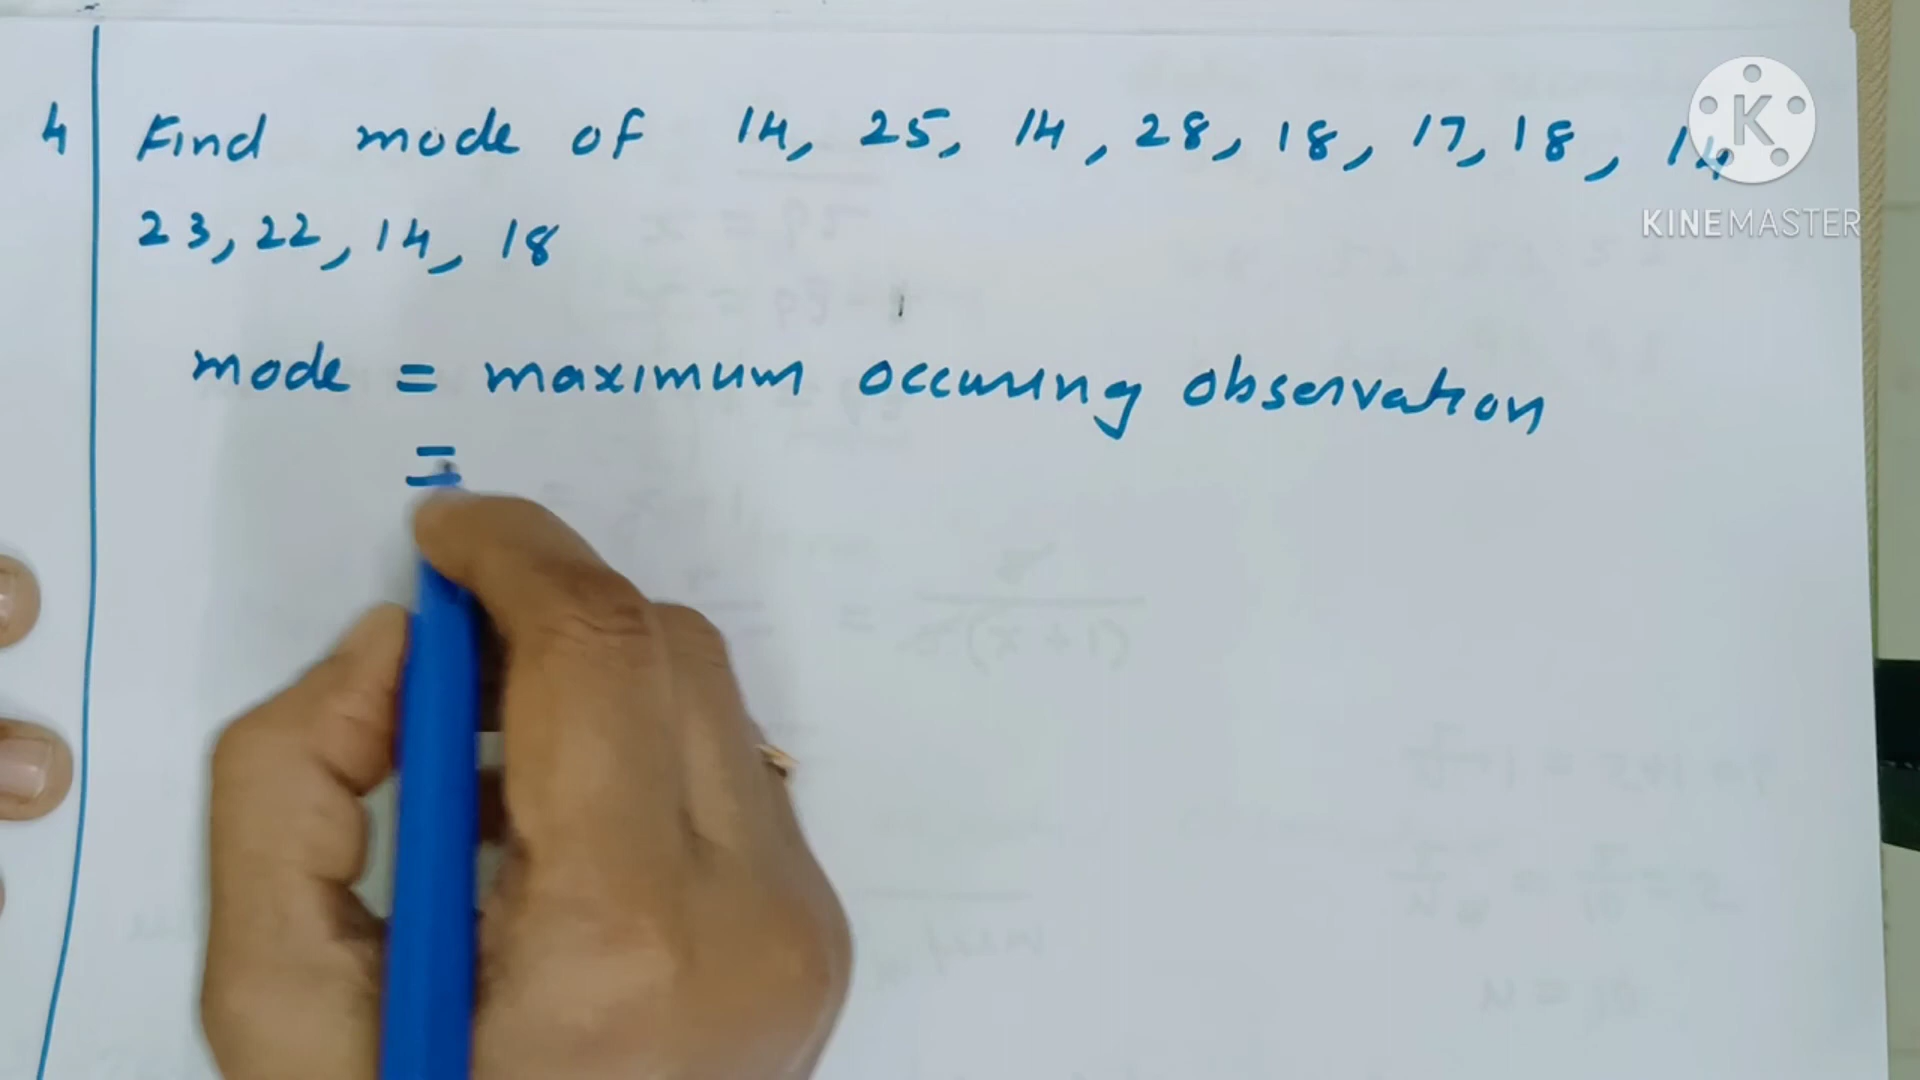 4 Find mode of 14, 25, 14, 28, 18, 17, 18, 14
23, 22, 14, 18
mode = maximum occuring observation
=
K
KINEMASTER